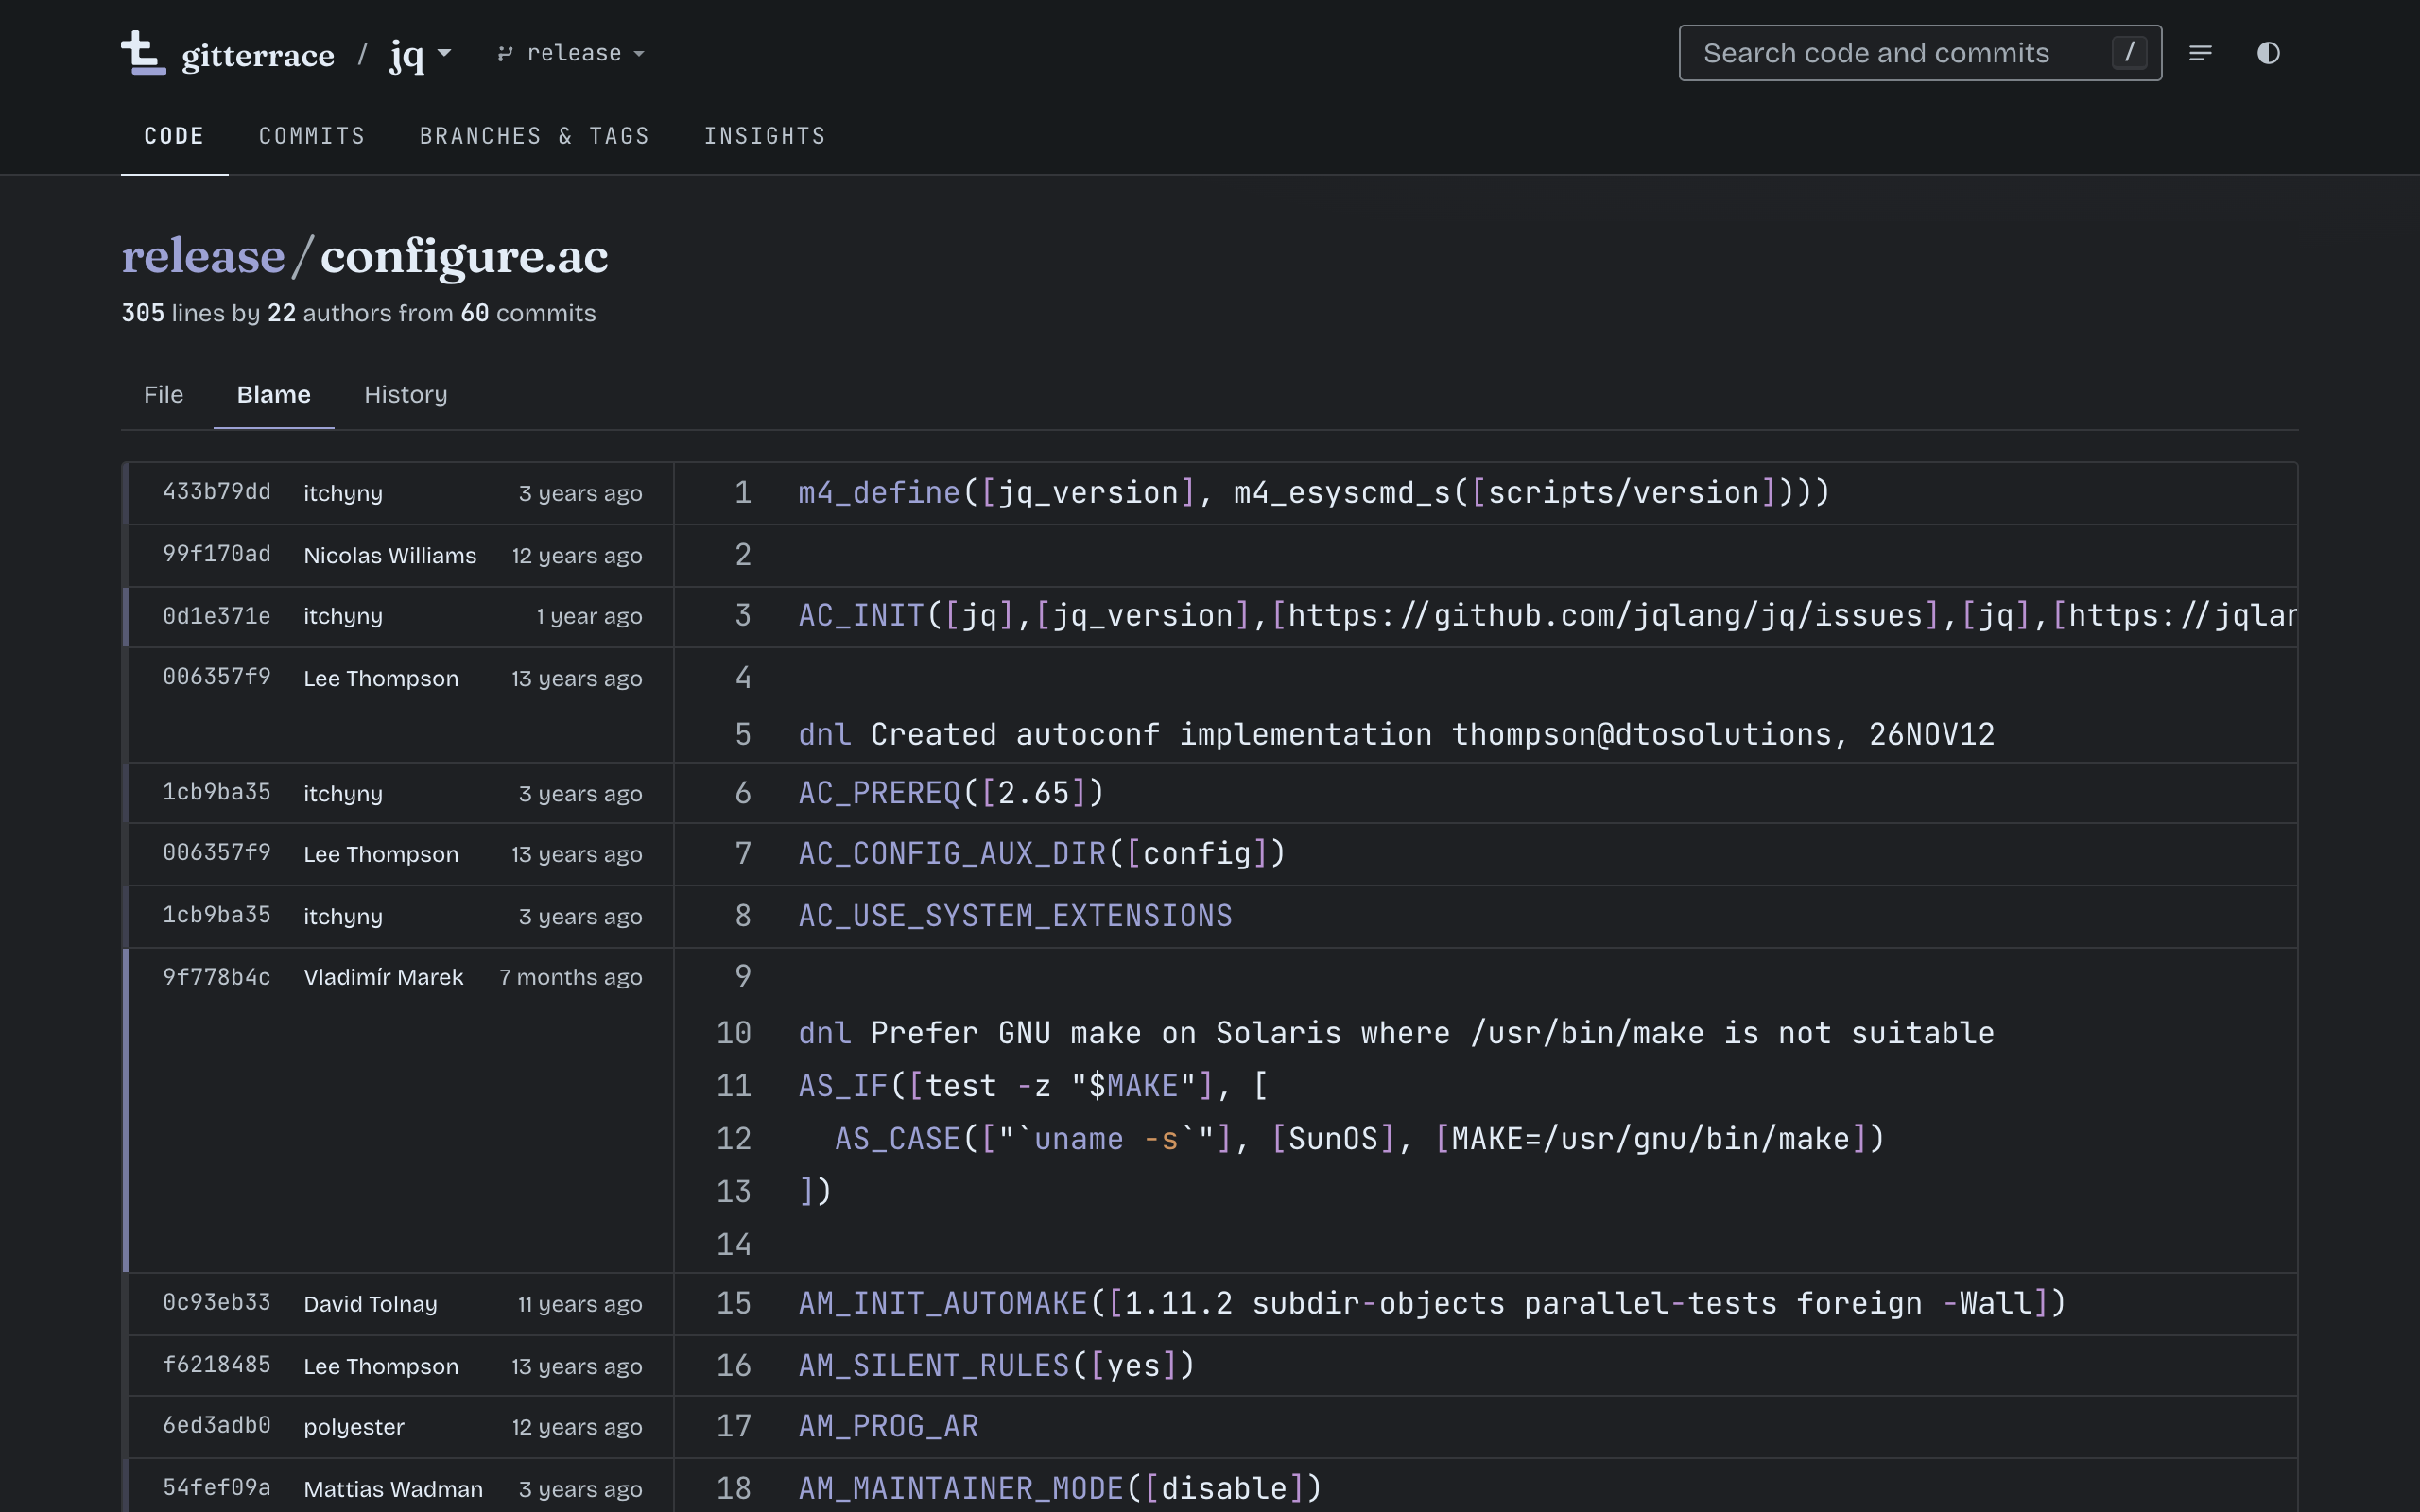 gitterrace / jq release Search code and commits /
CODE COMMITS BRANCHES & TAGS INSIGHTS
release/configure.ac
305 lines by 22 authors from 60 commits
File Blame History
433b79dd itchyny 3 years ago 1 m4_define([jq_version], m4_esyscmd_s([scripts/version])))
99f170ad Nicolas Williams 12 years ago 2
0d1e371e itchyny 1 year ago 3 AC_INIT([jq],[jq_version],[https://github.com/jqlang/jq/issues],[jq],[https://jqlan
006357f9 Lee Thompson 13 years ago 4
5 dnl Created autoconf implementation thompson@dtosolutions, 26NOV12
1cb9ba35 itchyny 3 years ago 6 AC_PREREQ([2.65])
006357f9 Lee Thompson 13 years ago 7 AC_CONFIG_AUX_DIR([config])
1cb9ba35 itchyny 3 years ago 8 AC_USE_SYSTEM_EXTENSIONS
9f778b4c Vladimír Marek 7 months ago 9
10 dnl Prefer GNU make on Solaris where /usr/bin/make is not suitable
11 AS_IF([test -z "$MAKE"], [
12   AS_CASE(["`uname -s`"], [SunOS], [MAKE=/usr/gnu/bin/make])
13 ])
14
0c93eb33 David Tolnay 11 years ago 15 AM_INIT_AUTOMAKE([1.11.2 subdir-objects parallel-tests foreign -Wall])
f6218485 Lee Thompson 13 years ago 16 AM_SILENT_RULES([yes])
6ed3adb0 polyester 12 years ago 17 AM_PROG_AR
54fef09a Mattias Wadman 3 years ago 18 AM_MAINTAINER_MODE([disable])